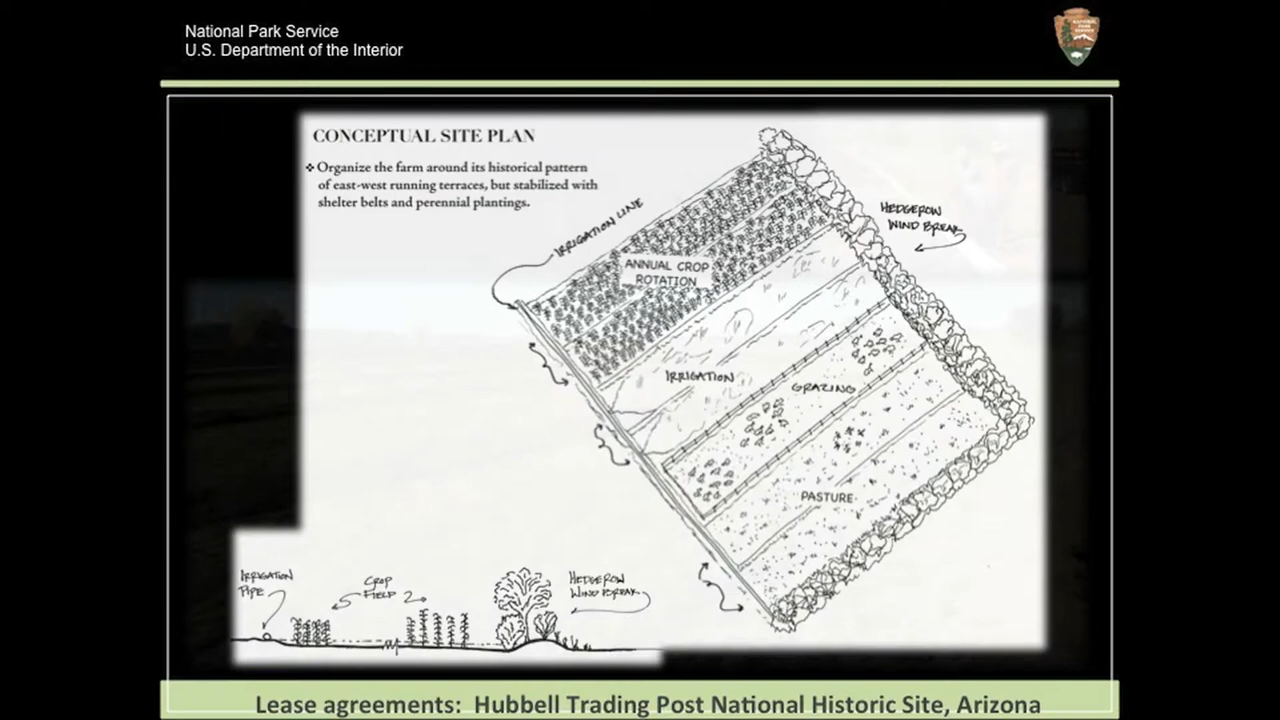 National Park Service
U.S. Department of the Interior
NATIONAL
PARK
SERVICE
CONCEPTUAL SITE PLAN
❖ Organize the farm around its historical pattern
of east-west running terraces, but stabilized with
shelter belts and perennial plantings.
IRRIGATION LINE
HEDGEROW
WIND BREAK
ANNUAL CROP
ROTATION
IRRIGATION
GRAZING
PASTURE
IRRIGATION
PIPE
CROP
FIELD
HEDGEROW
WIND BREAK
Lease agreements: Hubbell Trading Post National Historic Site, Arizona